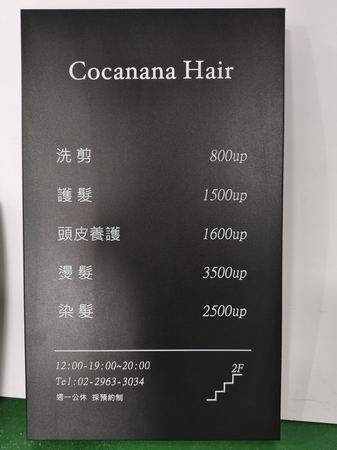 Cocanana Hair
洗剪 800up
護髮 1500up
頭皮養護 1600up
燙髮 3500up
染髮 2500up
12:00-19:00~20:00
Tel:02-2963-3034
週一公休 採預約制
2F